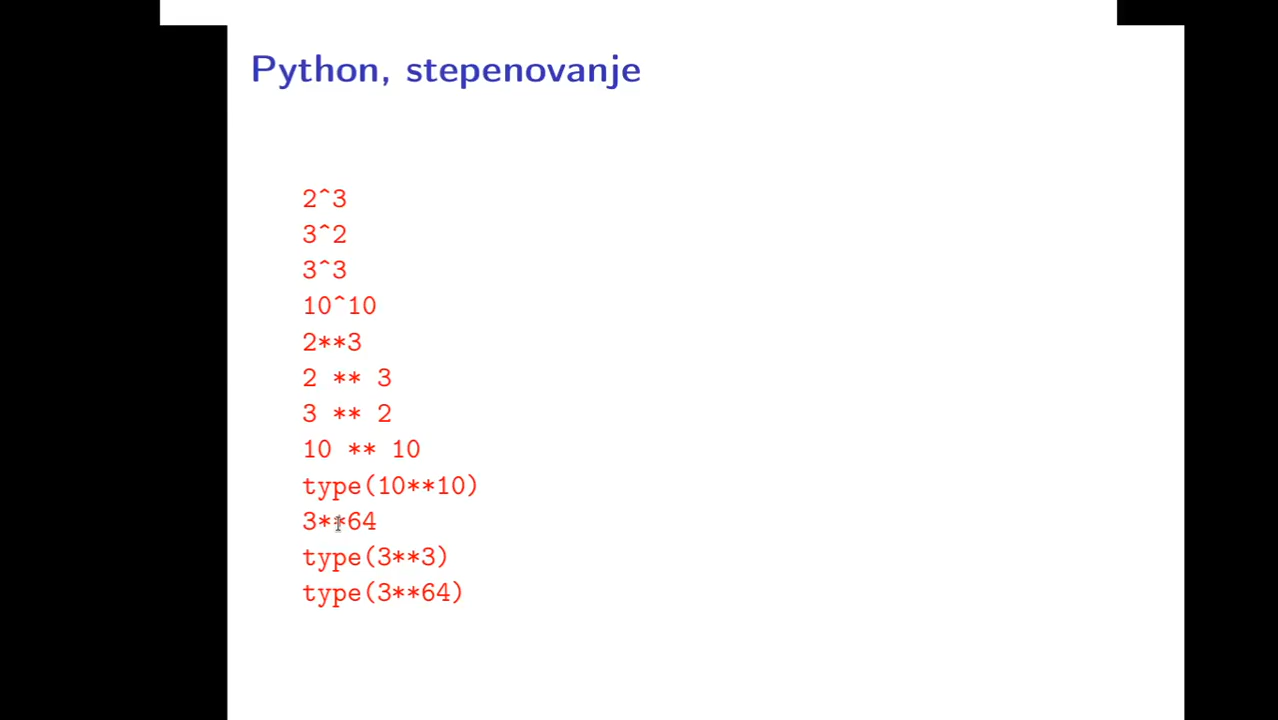 Python, stepenovanje
2^3
3^2
3^3
10^10
2**3
2 ** 3
3 ** 2
10 ** 10
type(10**10)
3**64
type(3**3)
type(3**64)